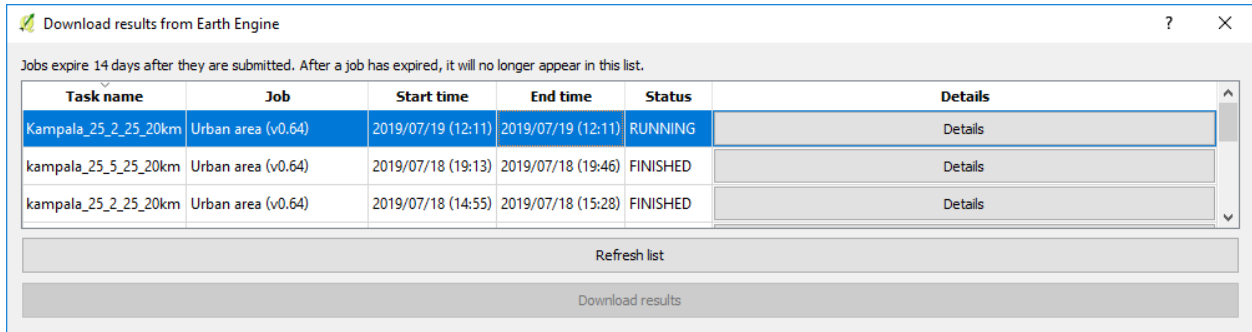 Download results from Earth Engine ?
Jobs expire 14 days after they are submitted. After a job has expired, it will no longer appear in this list.
Task name Job Start time End time Status Details
Kampala_25_2_25_20km Urban area (v0.64) 2019/07/19 (12:11) 2019/07/19 (12:11) RUNNING Details
kampala_25_5_25_20km Urban area (v0.64) 2019/07/18 (19:13) 2019/07/18 (19:46) FINISHED Details
kampala_25_2_25_20km Urban area (v0.64) 2019/07/18 (14:55) 2019/07/18 (15:28) FINISHED Details
Refresh list
Download results